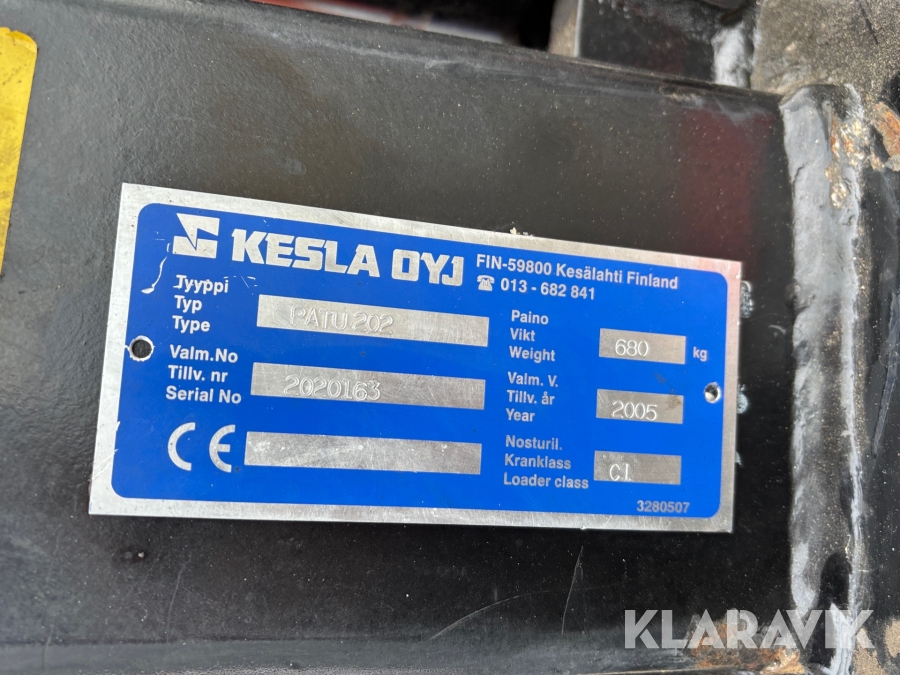 KESLA OYJ
FIN-59800 Kesälahti Finland
☎ 013 - 682 841
Jyyppi
Typ
Type
PATU.202
Valm.No
Tillv. nr
Serial No
2020163
CE
Paino
Vikt
Weight
680 kg
Valm. V.
Tillv. år
Year
2005
Nosturil.
Kranklass
Loader class
C1
3280507
KLARAVIK